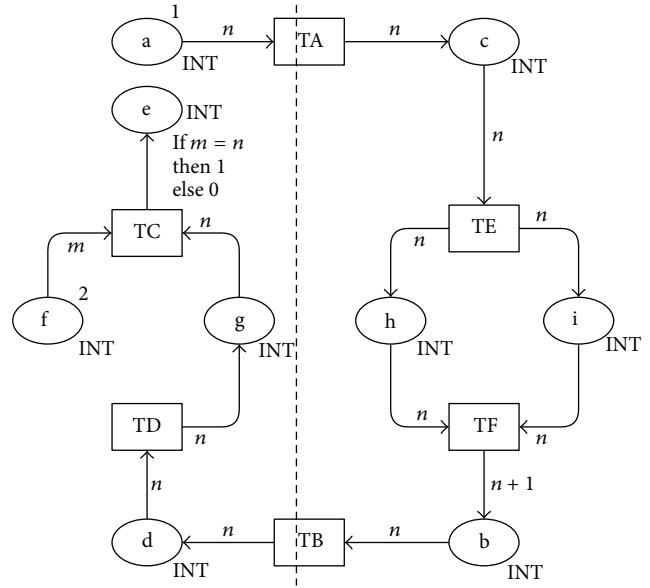 1
a
n
TA
n
c
INT
INT
e
INT
If m = n
then 1
else 0
n
TC
n
TE
n
m
n
2
f
g
h
i
INT
INT
INT
INT
TD
n
n
TF
n
n
n + 1
d
n
TB
n
b
INT
INT